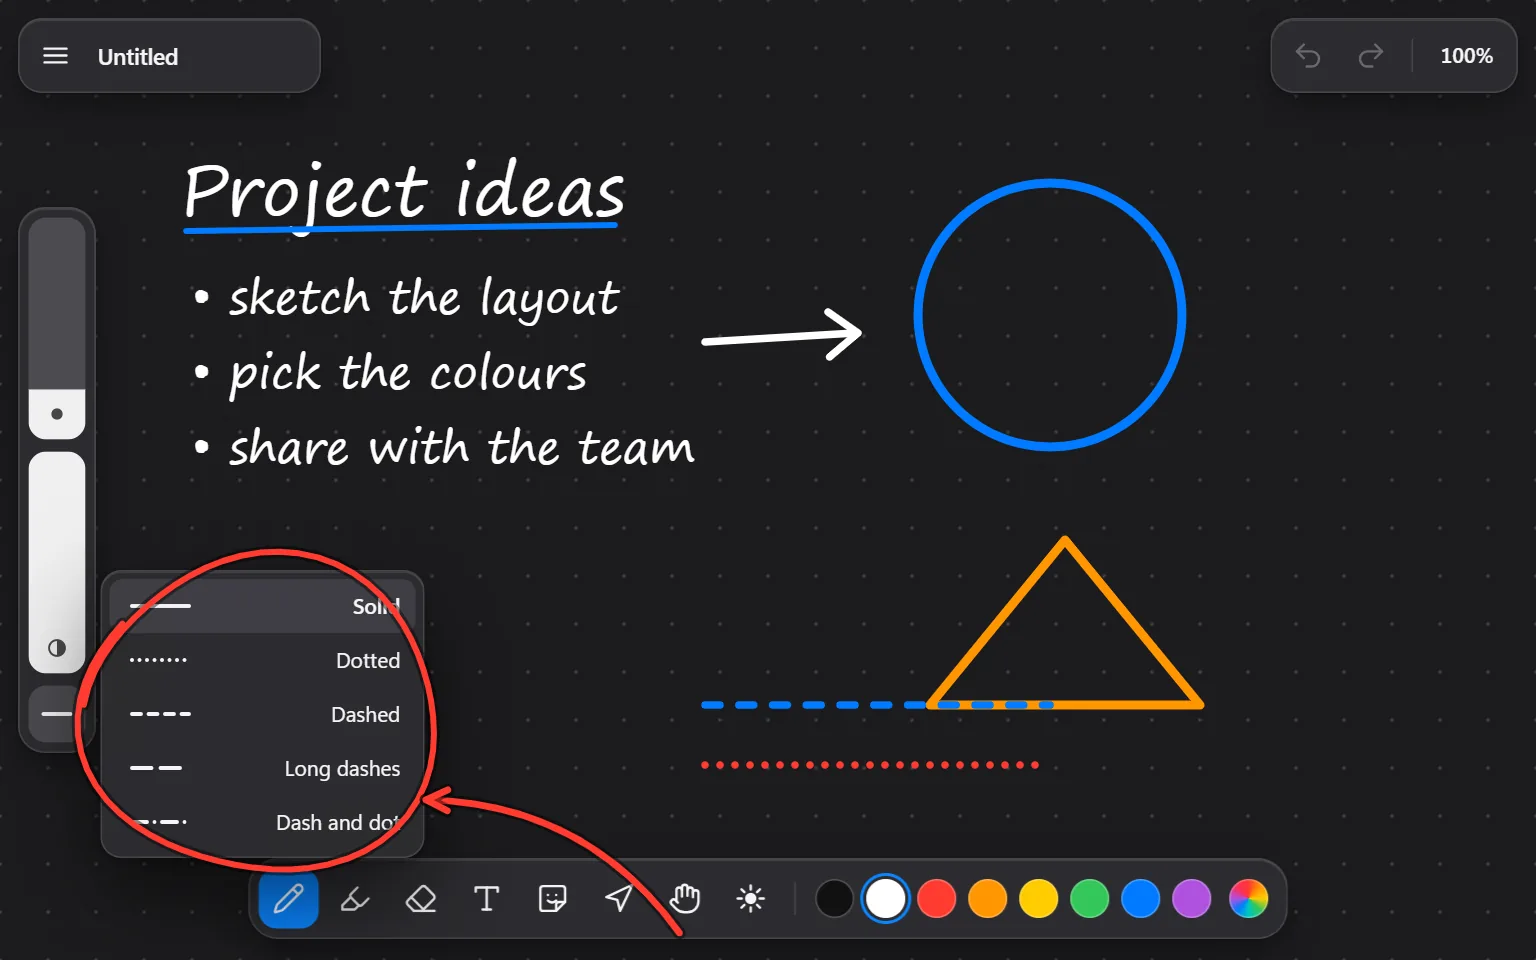 Untitled
100%
Project ideas
• sketch the layout
• pick the colours
• share with the team
Solid
Dotted
Dashed
Long dashes
Dash and dot